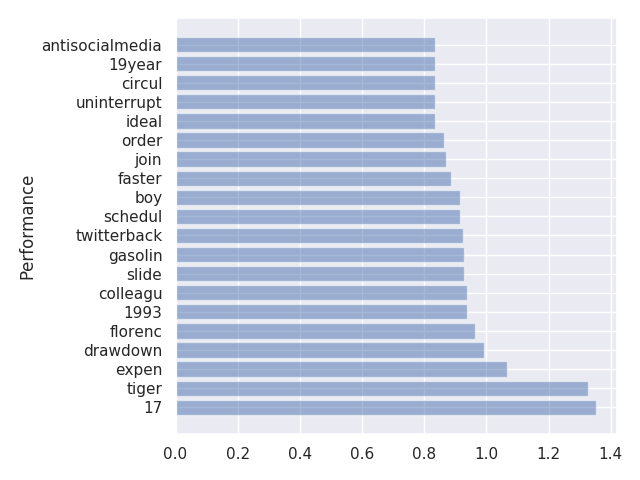 antisocialmedia
19year
circul
uninterrupt
ideal
order
join
faster
boy
schedul
twitterback
gasolin
slide
colleagu
1993
florenc
drawdown
expen
tiger
17
Performance
0.0 0.2 0.4 0.6 0.8 1.0 1.2 1.4